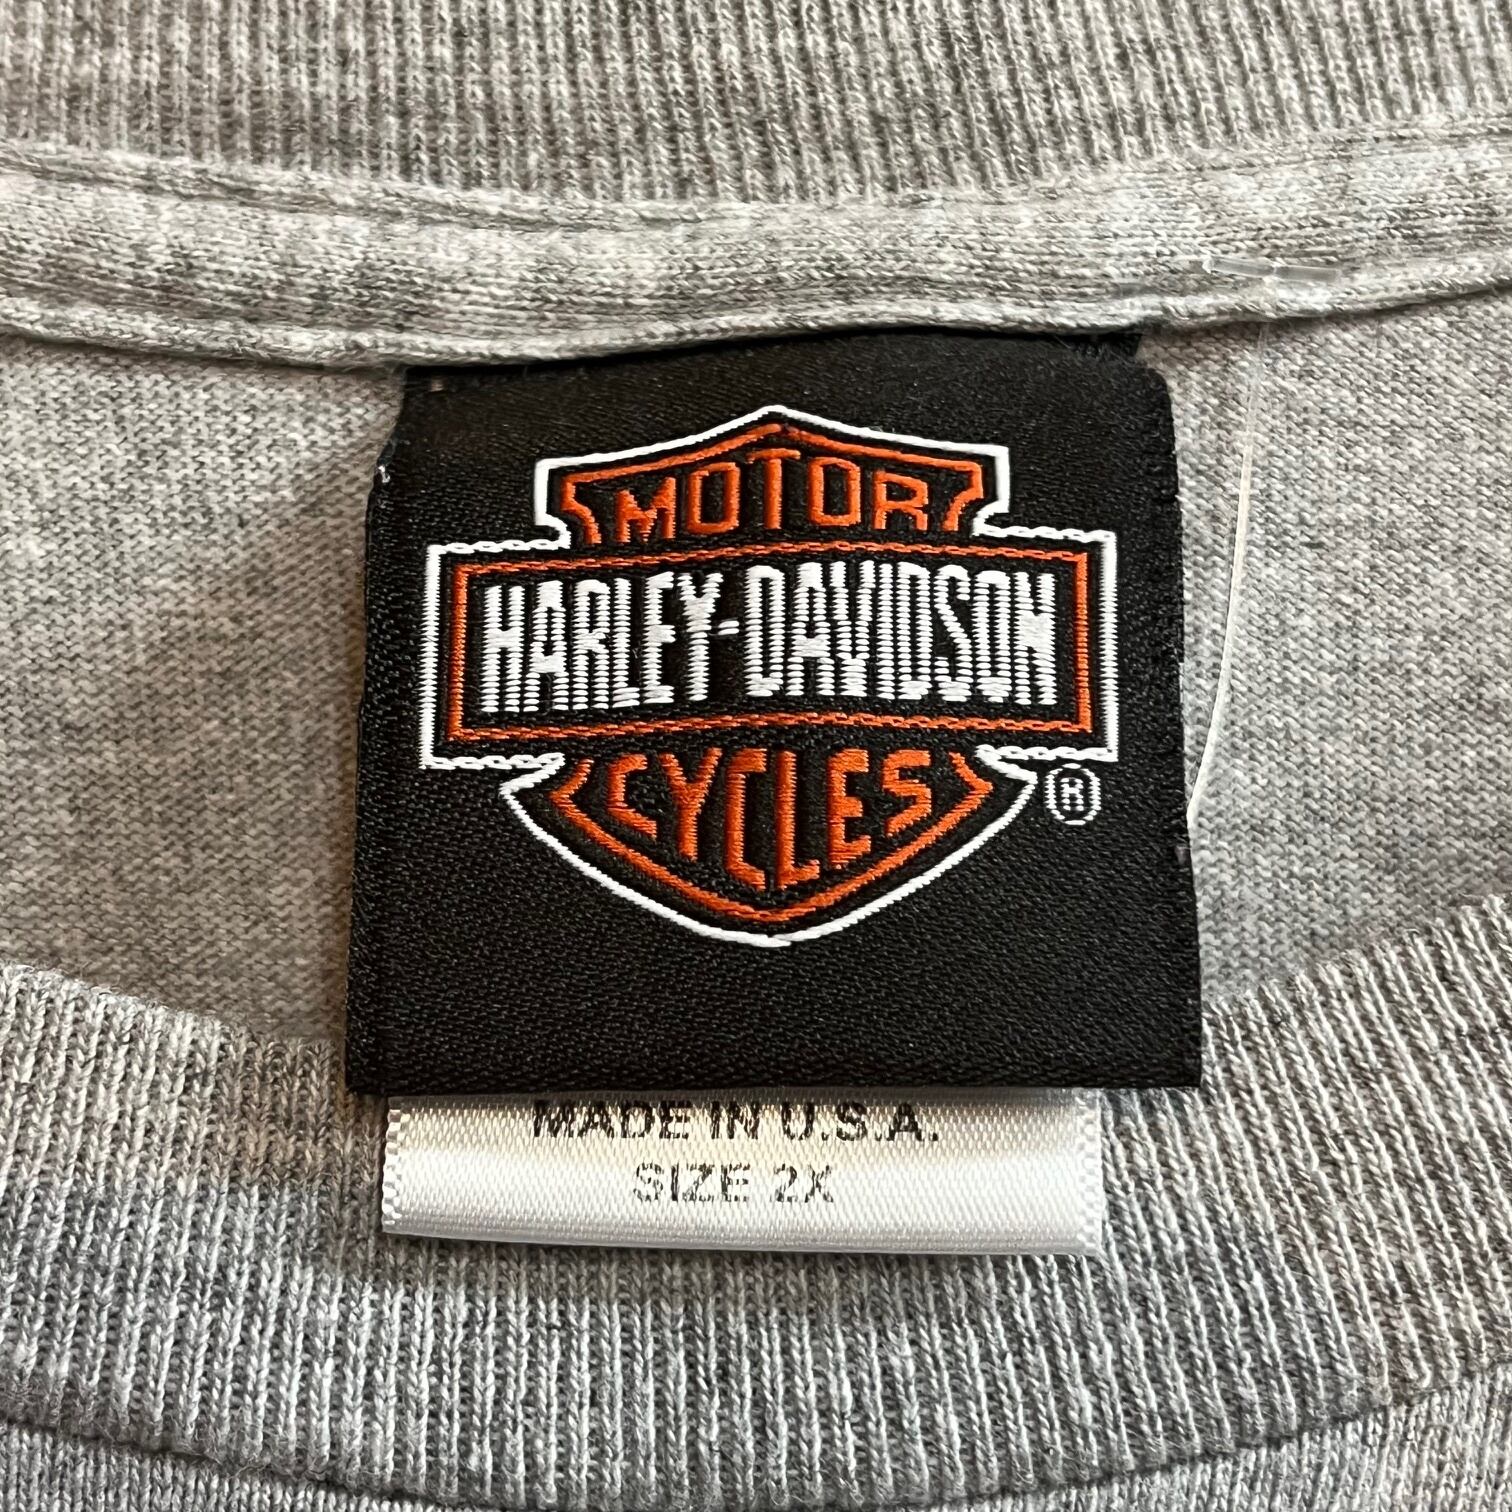 MOTOR
HARLEY-DAVIDSON
CYCLES
®
MADE IN U.S.A.
SIZE 2X